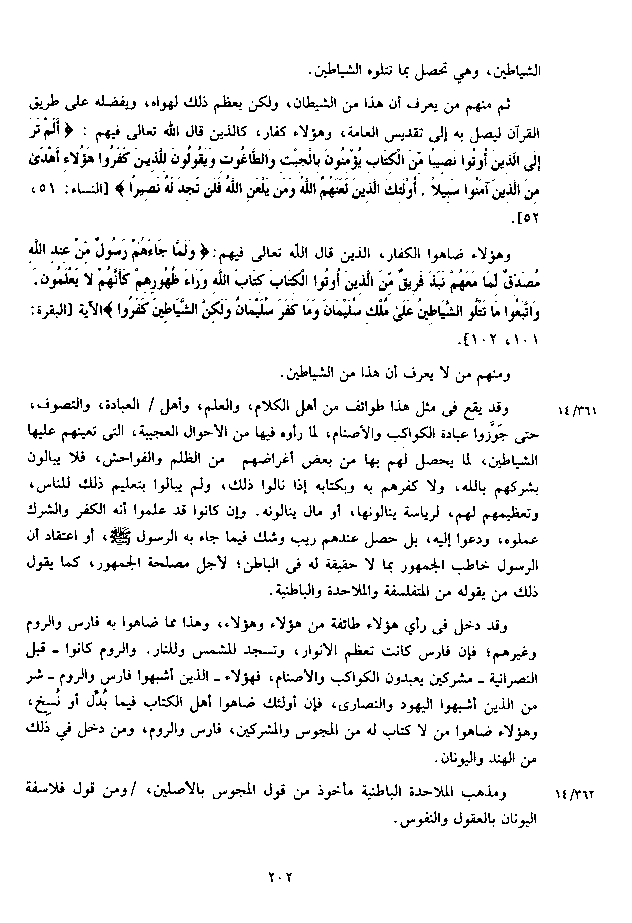 الشياطين، وهي تحصل بما تتلوه الشياطين.
ثم منهم من يعرف أن هذا من الشيطان، ولكن يعظم ذلك لهواه، ويفضله على طريق
القرآن ليصل به إلى تقديس العامة، وهؤلاء كفار، كالذين قال الله تعالى فيهم : ﴿ أَلَمْ تَرَ
إِلَى الَّذِينَ أُوتُوا نَصِيبًا مِّنَ الْكِتَابِ يُؤْمِنُونَ بِالْجِبْتِ وَالطَّاغُوتِ وَيَقُولُونَ لِلَّذِينَ كَفَرُوا هَؤُلاءِ أَهْدَىٰ
مِنَ الَّذِينَ آمَنُوا سَبِيلاً . أُوْلَئِكَ الَّذِينَ لَعَنَهُمُ اللَّهُ وَمَن يَلْعَنِ اللَّهُ فَلَن تَجِدَ لَهُ نَصِيرًا ﴾ [النساء: ٥١،
٥٢].
وهؤلاء ضاهوا الكفار، الذين قال الله تعالى فيهم: ﴿ وَلَمَّا جَاءَهُمْ رَسُولٌ مِّنْ عِندِ اللَّهِ
مُصَدِّقٌ لِّمَا مَعَهُمْ نَبَذَ فَرِيقٌ مِّنَ الَّذِينَ أُوتُوا الْكِتَابَ كِتَابَ اللَّهِ وَرَاءَ ظُهُورِهِمْ كَأَنَّهُمْ لا يَعْلَمُونَ.
وَاتَّبَعُوا مَا تَتْلُو الشَّيَاطِينُ عَلَىٰ مُلْكِ سُلَيْمَانَ وَمَا كَفَرَ سُلَيْمَانُ وَلَكِنَّ الشَّيَاطِينَ كَفَرُوا ﴾الآية [البقرة:
١٠١، ١٠٢].
ومنهم من لا يعرف أن هذا من الشياطين.
١٤/٣٦١ وقد يقع في مثل هذا طوائف من أهل الكلام، والعلم، وأهل / العبادة، والتصوف،
حتى جَوَّزوا عبادة الكواكب والأصنام، لما رأوه فيها من الأحوال العجيبة، التي تعينهم عليها
الشياطين، لما يحصل لهم بها من بعض أغراضهم من الظلم والفواحش، فلا يبالون
بشركهم بالله، ولا كفرهم به وبكتابه إذا نالوا ذلك، ولم يبالوا بتعليم ذلك للناس،
وتعظيمهم لهم، لرياسة ينالونها، أو مال ينالونه. وإن كانوا قد علموا أنه الكفر والشرك
عملوه، ودعوا إليه، بل حصل عندهم ريب وشك فيما جاء به الرسول ﷺ، أو اعتقاد أن
الرسول خاطب الجمهور بما لا حقيقة له في الباطن؛ لأجل مصلحة الجمهور، كما يقول
ذلك من يقوله من المتفلسفة والملاحدة والباطنية.
وقد دخل في رأي هؤلاء طائفة من هؤلاء وهؤلاء، وهذا مما ضاهوا به فارس والروم
وغيرهم؛ فإن فارس كانت تعظم الأنوار، وتسجد للشمس وللنار. والروم كانوا ـ قبل
النصرانية ـ مشركين يعبدون الكواكب والأصنام، فهؤلاء ـ الذين أشبهوا فارس والروم ـ شر
من الذين أشبهوا اليهود والنصارى، فإن أولئك ضاهوا أهل الكتاب فيما بُدِّل أو نُسِخ،
وهؤلاء ضاهوا من لا كتاب له من المجوس والمشركين، فارس والروم، ومن دخل في ذلك
من الهند واليونان.
١٤/٣٦٢ ومذهب الملاحدة الباطنية مأخوذ من قول المجوس بالأصلين، / ومن قول فلاسفة
اليونان بالعقول والنفوس.
٢٠٢